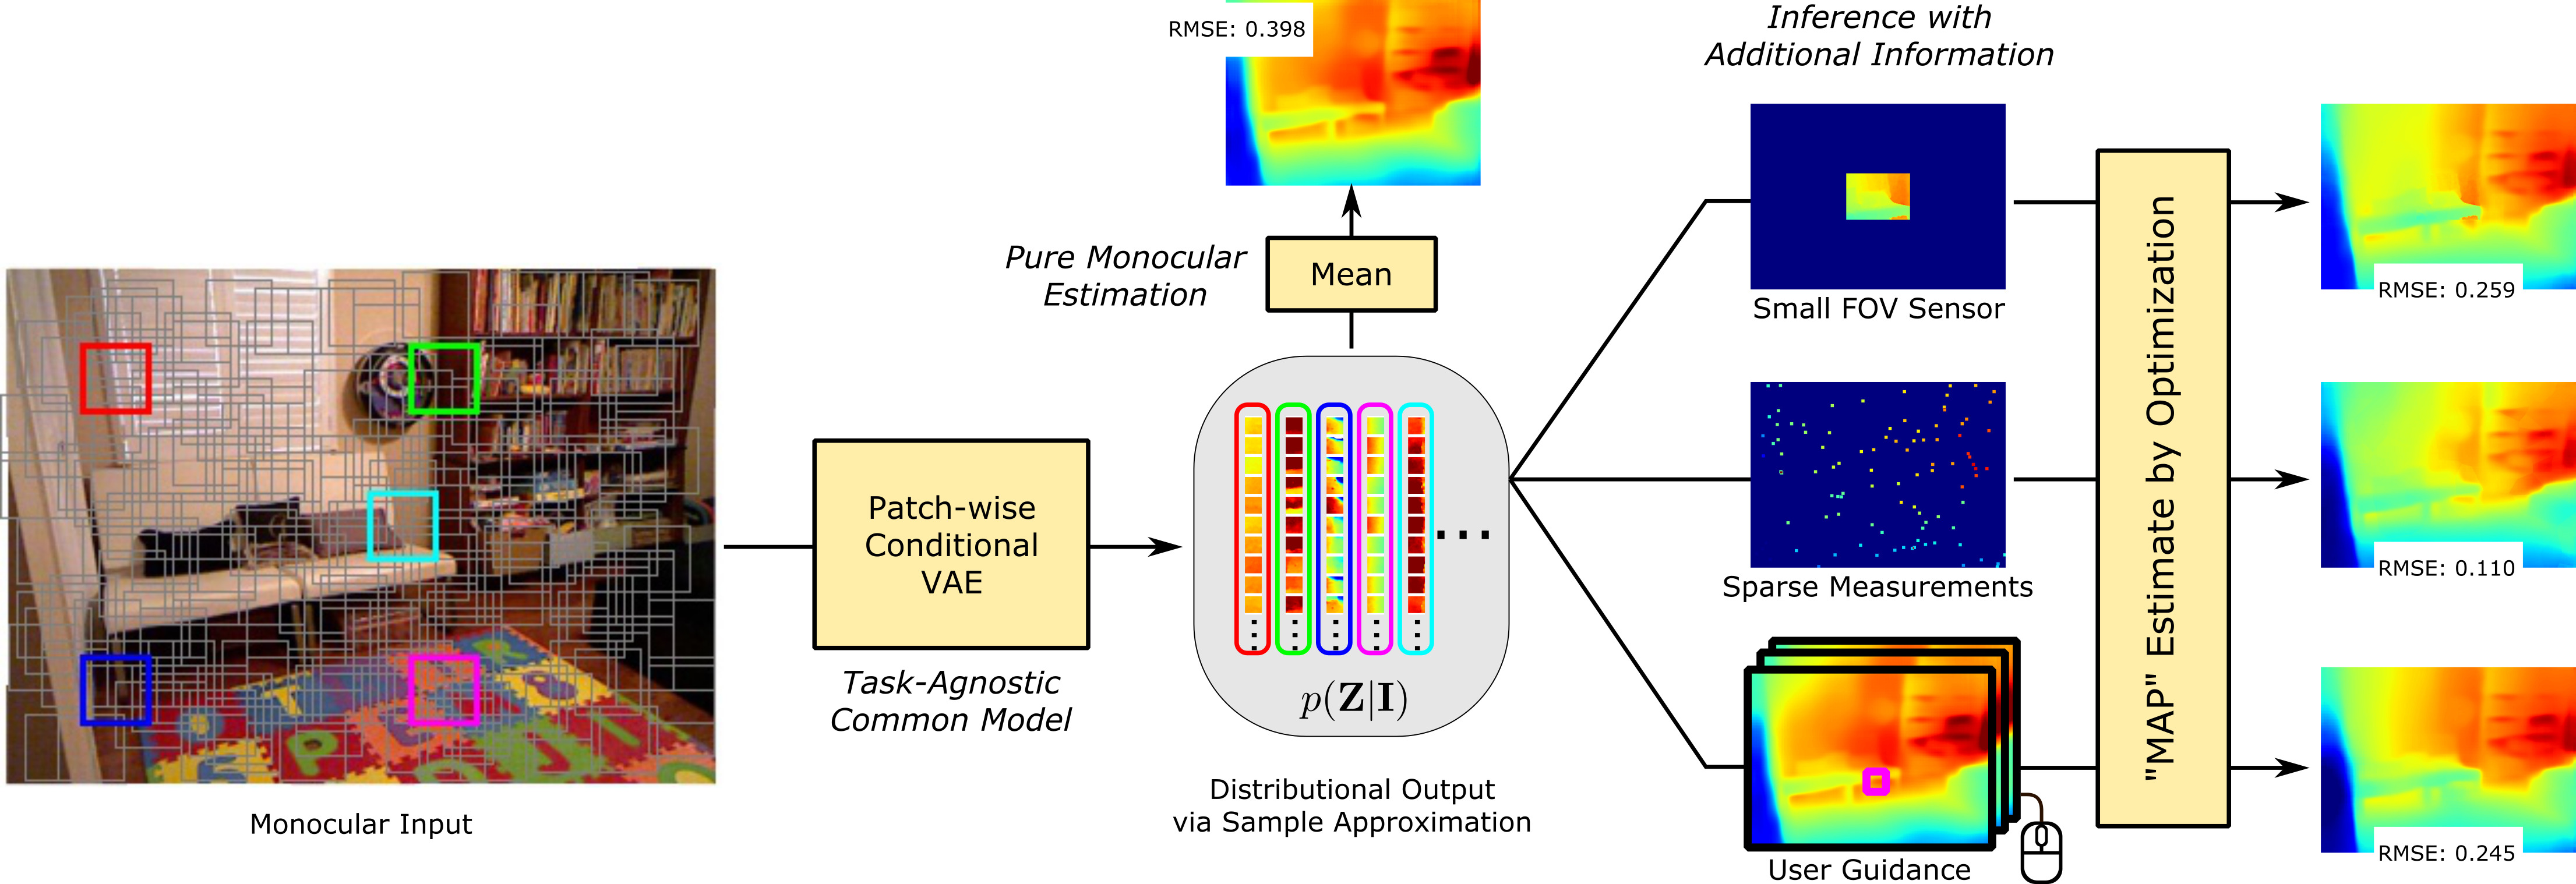 RMSE: 0.398
Inference with
Additional Information
Pure Monocular
Estimation
Mean
Small FOV Sensor
RMSE: 0.259
Patch-wise
Conditional
VAE
Task-Agnostic
Common Model
p(Z|I)
Distributional Output
via Sample Approximation
Sparse Measurements
RMSE: 0.110
"MAP" Estimate by Optimization
Monocular Input
User Guidance
RMSE: 0.245